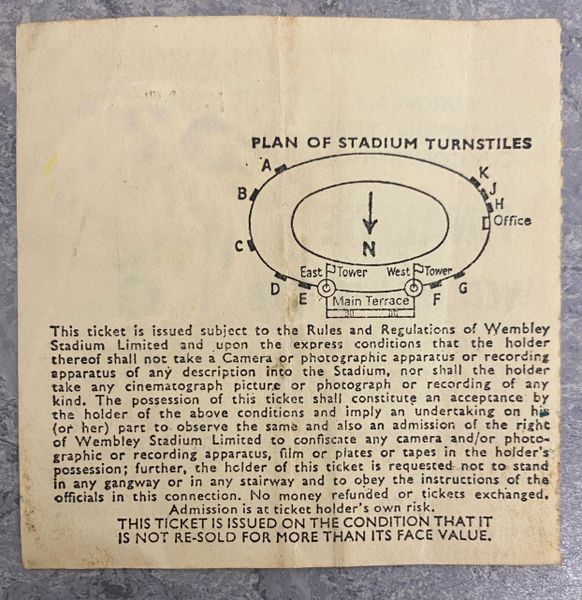 PLAN OF STADIUM TURNSTILES
A
K
J
B
H
Office
C
N
East Tower West Tower
D
E
F
G
Main Terrace
This ticket is issued subject to the Rules and Regulations of Wembley
Stadium Limited and upon the express conditions that the holder
thereof shall not take a Camera or photographic apparatus or recording
apparatus of any description into the Stadium, nor shall the holder
take any cinematograph picture or photograph or recording of any
kind. The possession of this ticket shall constitute an acceptance by
the holder of the above conditions and imply an undertaking on his
(or her) part to observe the same and also an admission of the right
of Wembley Stadium Limited to confiscate any camera and/or photo-
graphic or recording apparatus, film or plates or tapes in the holder's
possession; further, the holder of this ticket is requested not to stand
in any gangway or in any stairway and to obey the instructions of the
officials in this connection. No money refunded or tickets exchanged.
Admission is at ticket holder's own risk.
THIS TICKET IS ISSUED ON THE CONDITION THAT IT
IS NOT RE-SOLD FOR MORE THAN ITS FACE VALUE.